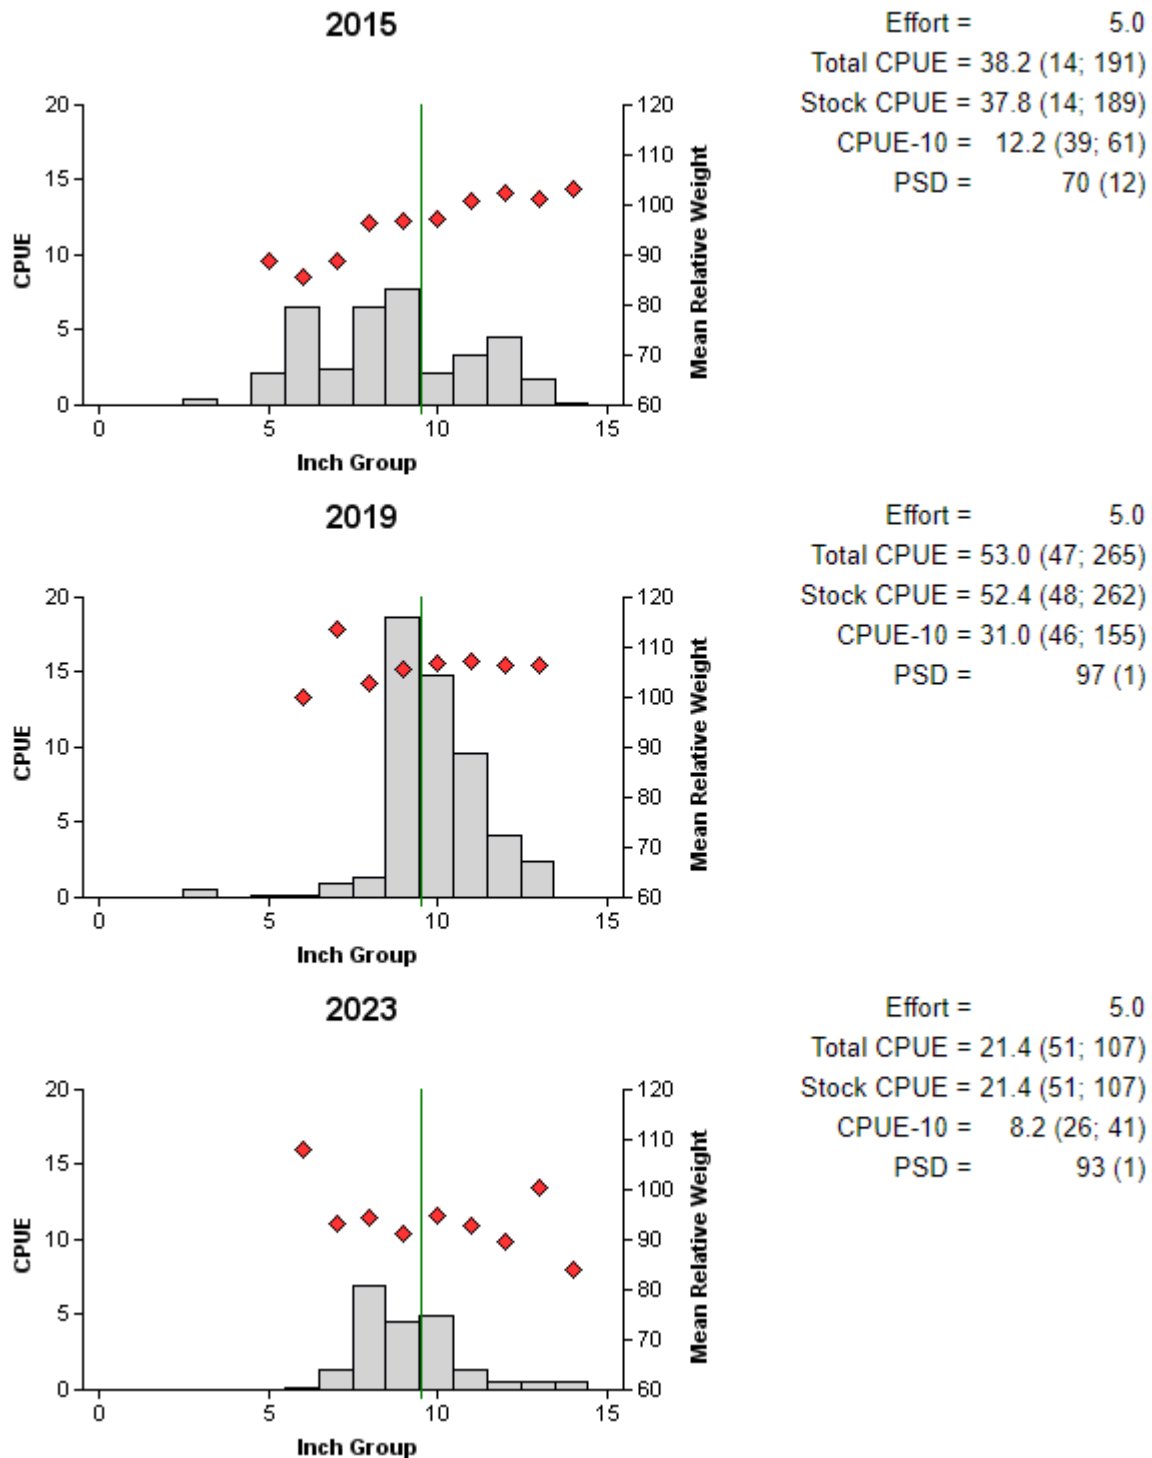 2015
Effort = 5.0
Total CPUE = 38.2 (14; 191)
Stock CPUE = 37.8 (14; 189)
CPUE-10 = 12.2 (39; 61)
PSD = 70 (12)
20
15
10
5
0
CPUE
120
110
100
90
80
70
60
Mean Relative Weight
0 5 10 15
Inch Group
2019
Effort = 5.0
Total CPUE = 53.0 (47; 265)
Stock CPUE = 52.4 (48; 262)
CPUE-10 = 31.0 (46; 155)
PSD = 97 (1)
20
15
10
5
0
CPUE
120
110
100
90
80
70
60
Mean Relative Weight
0 5 10 15
Inch Group
2023
Effort = 5.0
Total CPUE = 21.4 (51; 107)
Stock CPUE = 21.4 (51; 107)
CPUE-10 = 8.2 (26; 41)
PSD = 93 (1)
20
15
10
5
0
CPUE
120
110
100
90
80
70
60
Mean Relative Weight
0 5 10 15
Inch Group